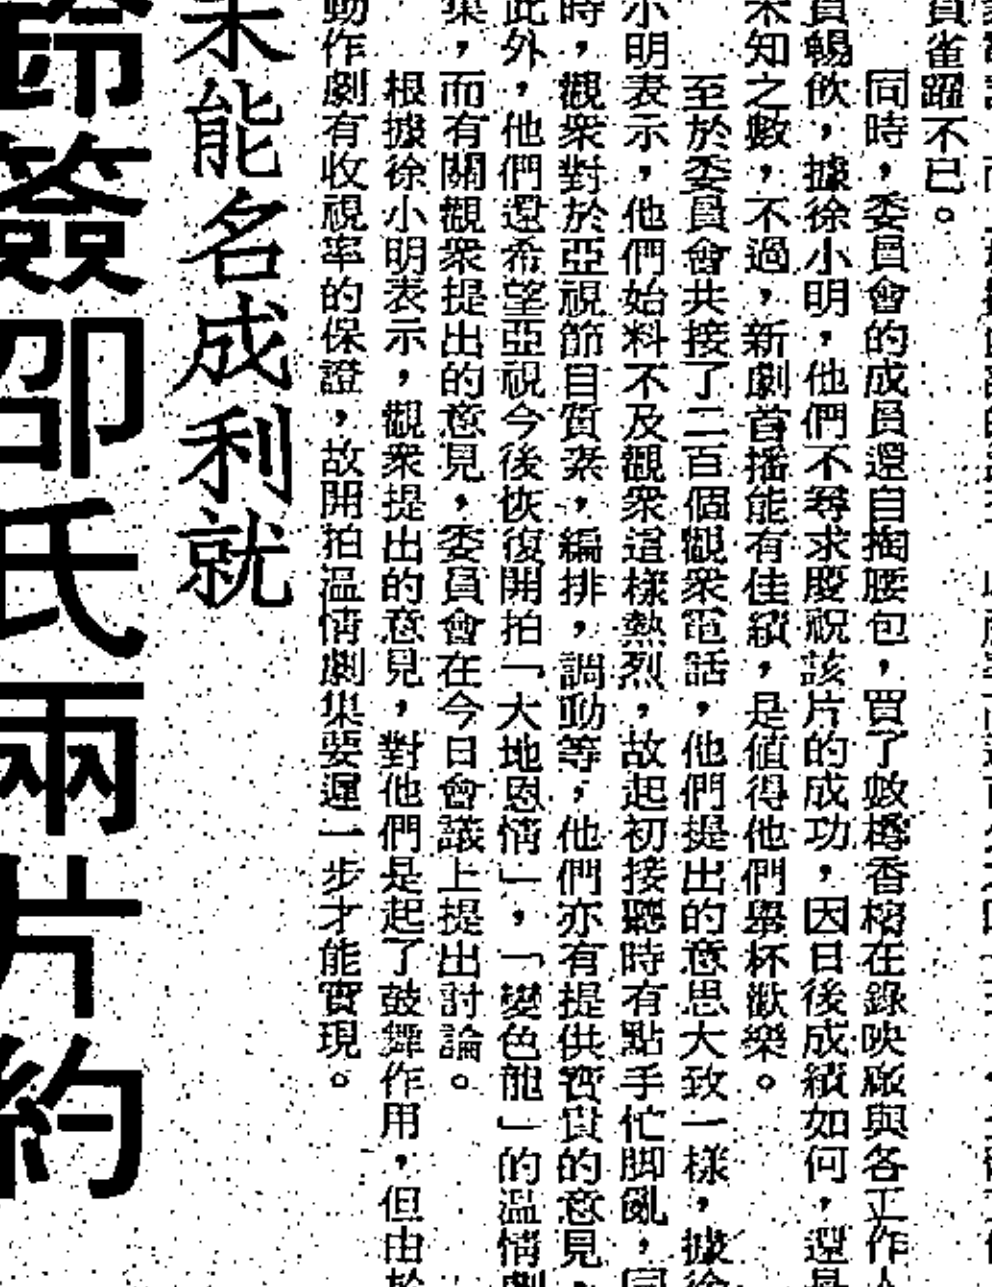 員雀躍不已。
同時，委員會的成員還自掏腰包，買了數樽香檳在錄映廠與各工作人
員暢飲，據徐小明，他們不尋求慶祝該片的成功，因日後成績如何，還是
未知之數，不過，新劇首播能有佳績，是值得他們舉杯歡樂。
至於委員會共接了二百個觀衆電話，他們提出的意思大致一樣，據徐
小明表示，他們始料不及觀衆這樣熱烈，故起初接聽時有點手忙脚亂，同
時，觀衆對於亞視節目質素，編排，調動等，他們亦有提供寶貴的意見，
此外，他們還希望亞視今後恢復開拍「大地恩情」，「變色龍」的溫情劇
集，而有關觀衆提出的意見，委員會在今日會議上提出討論。
根據徐小明表示，觀衆提出的意見，對他們是起了鼓舞作用，但由於
動作劇有收視率的保證，故開拍溫情劇集要遲一步才能實現。
未能名成利就
鈴簽邵氏兩片約